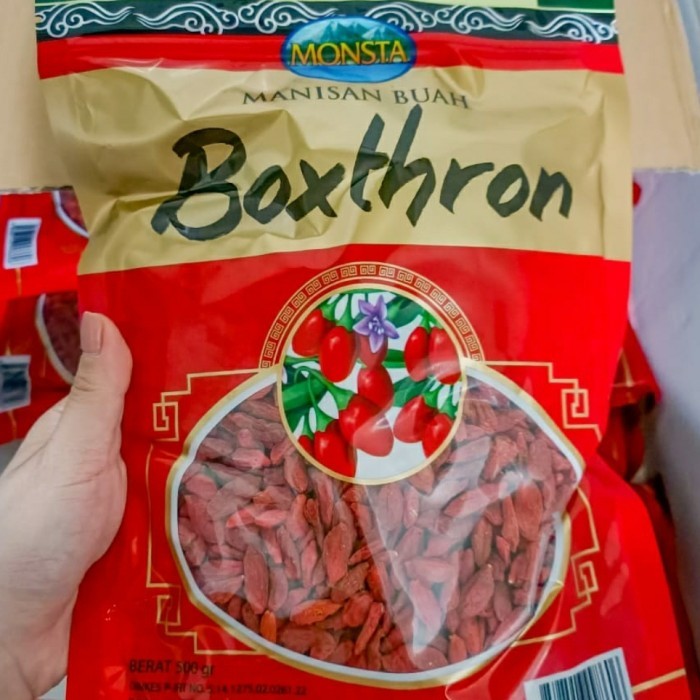 MONSTA
MANISAN BUAH
Boxthron
BERAT 500 gr